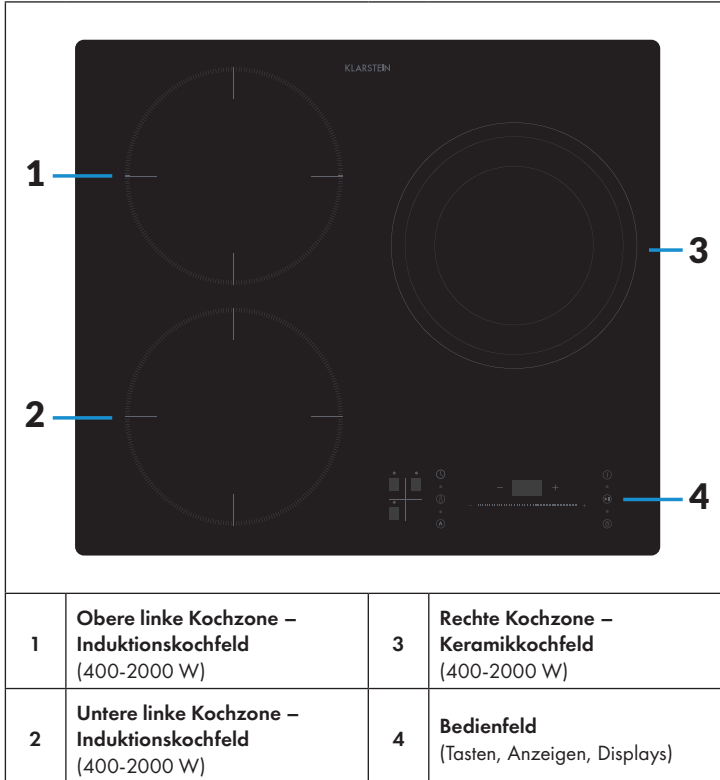 KLARSTEIN
1
3
2
4
1
Obere linke Kochzone –
Induktionskochfeld
(400-2000 W)
3
Rechte Kochzone –
Keramikkochfeld
(400-2000 W)
2
Untere linke Kochzone –
Induktionskochfeld
(400-2000 W)
4
Bedienfeld
(Tasten, Anzeigen, Displays)